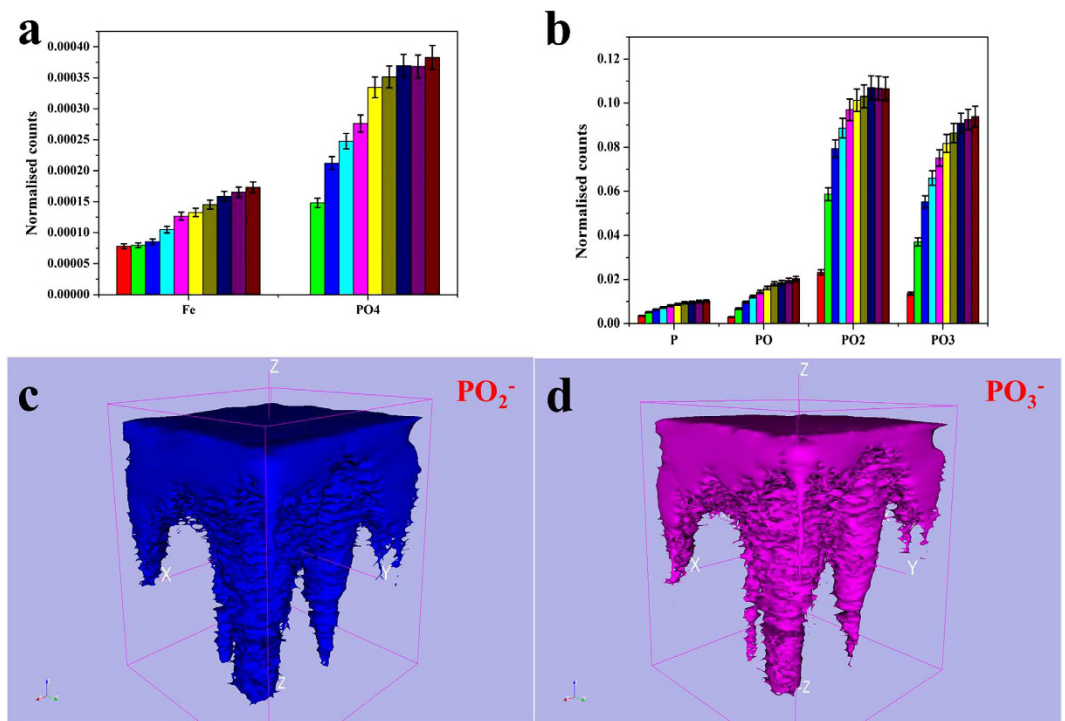 a
0.00040
0.00035
0.00030
0.00025
0.00020
0.00015
0.00010
0.00005
0.00000
Normalised counts
Fe
PO4
b
0.12
0.10
0.08
0.06
0.04
0.02
0.00
Normalised counts
P
PO
PO2
PO3
c
PO₂⁻
Z
X
Y
-Z
d
PO₃⁻
Z
X
Y
-Z